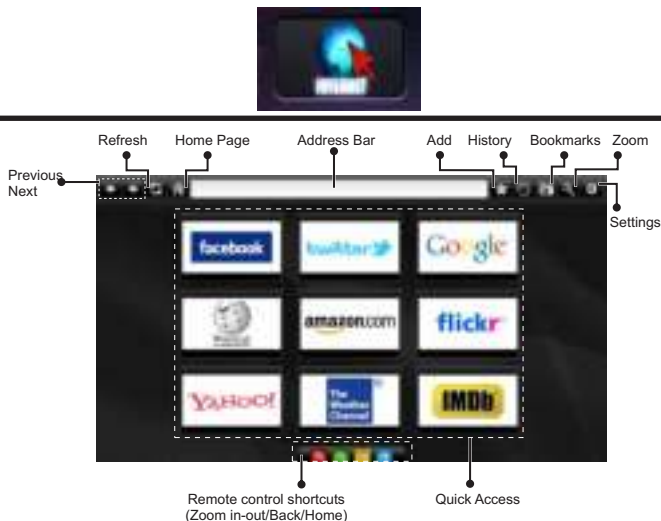 INTERNET
Refresh Home Page Address Bar Add History Bookmarks Zoom
Previous
Next
Settings
facebook twitter Google
amazon.com flickr
YAHOO! The Weather Channel IMDb
Remote control shortcuts Quick Access
(Zoom in-out/Back/Home)